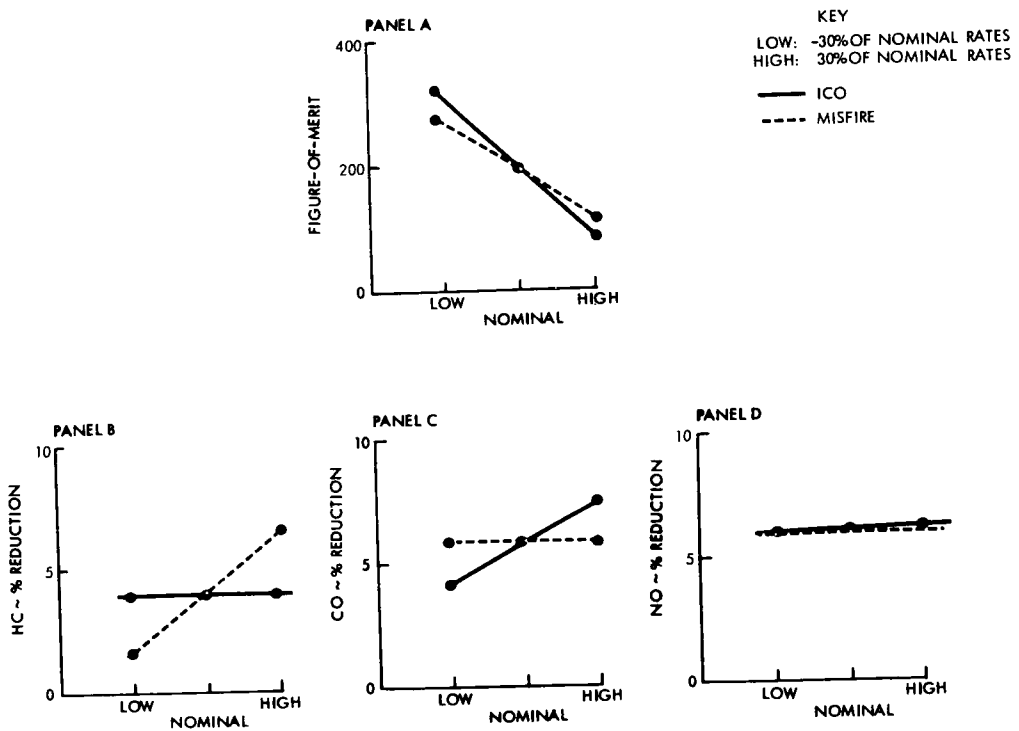 PANEL A
400
200
0
FIGURE-OF-MERIT
LOW
HIGH
NOMINAL
KEY
LOW: -30%OF NOMINAL RATES
HIGH: 30%OF NOMINAL RATES
ICO
MISFIRE
PANEL B
10
5
0
HC ~ % REDUCTION
LOW
HIGH
NOMINAL
PANEL C
10
5
0
CO ~ % REDUCTION
LOW
HIGH
NOMINAL
PANEL D
10
5
0
NO ~ % REDUCTION
LOW
HIGH
NOMINAL